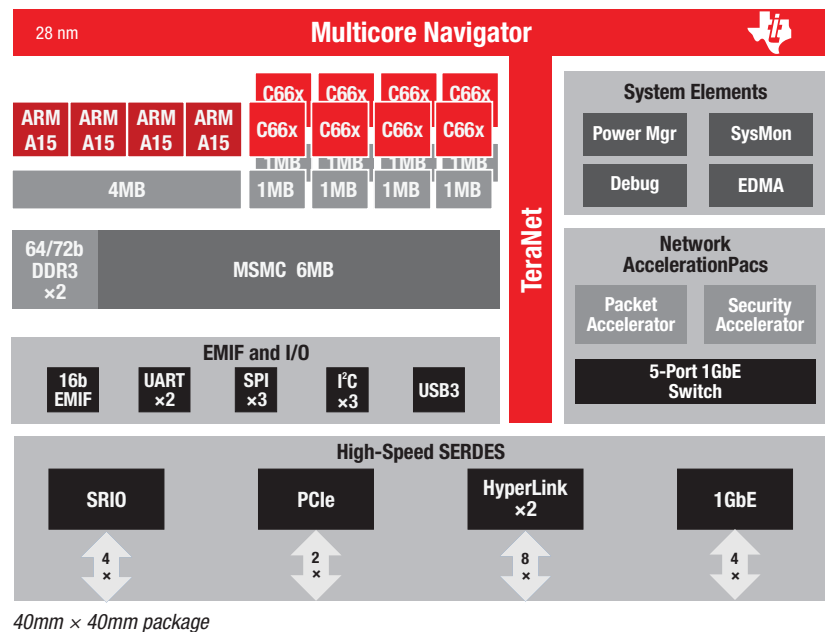 28 nm
Multicore Navigator
C66x C66x C66x C66x
ARM ARM ARM ARM
A15 A15 A15 A15
C66x C66x C66x C66x
1MB 1MB 1MB 1MB
4MB
1MB 1MB 1MB 1MB
64/72b
DDR3
×2
MSMC 6MB
TeraNet
System Elements
Power Mgr
SysMon
Debug
EDMA
Network
AccelerationPacs
Packet
Accelerator
Security
Accelerator
5-Port 1GbE
Switch
EMIF and I/O
16b
EMIF
UART
×2
SPI
×3
I²C
×3
USB3
High-Speed SERDES
SRIO
PCIe
HyperLink
×2
1GbE
4
×
2
×
8
×
4
×
40mm × 40mm package